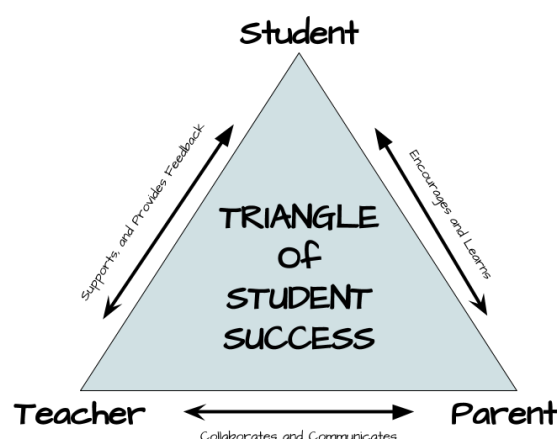 Student
Supports, and Provides Feedback
Encourages and Learns
TRIANGLE
of
STUDENT
SUCCESS
Teacher
Parent
Collaborates and Communicates